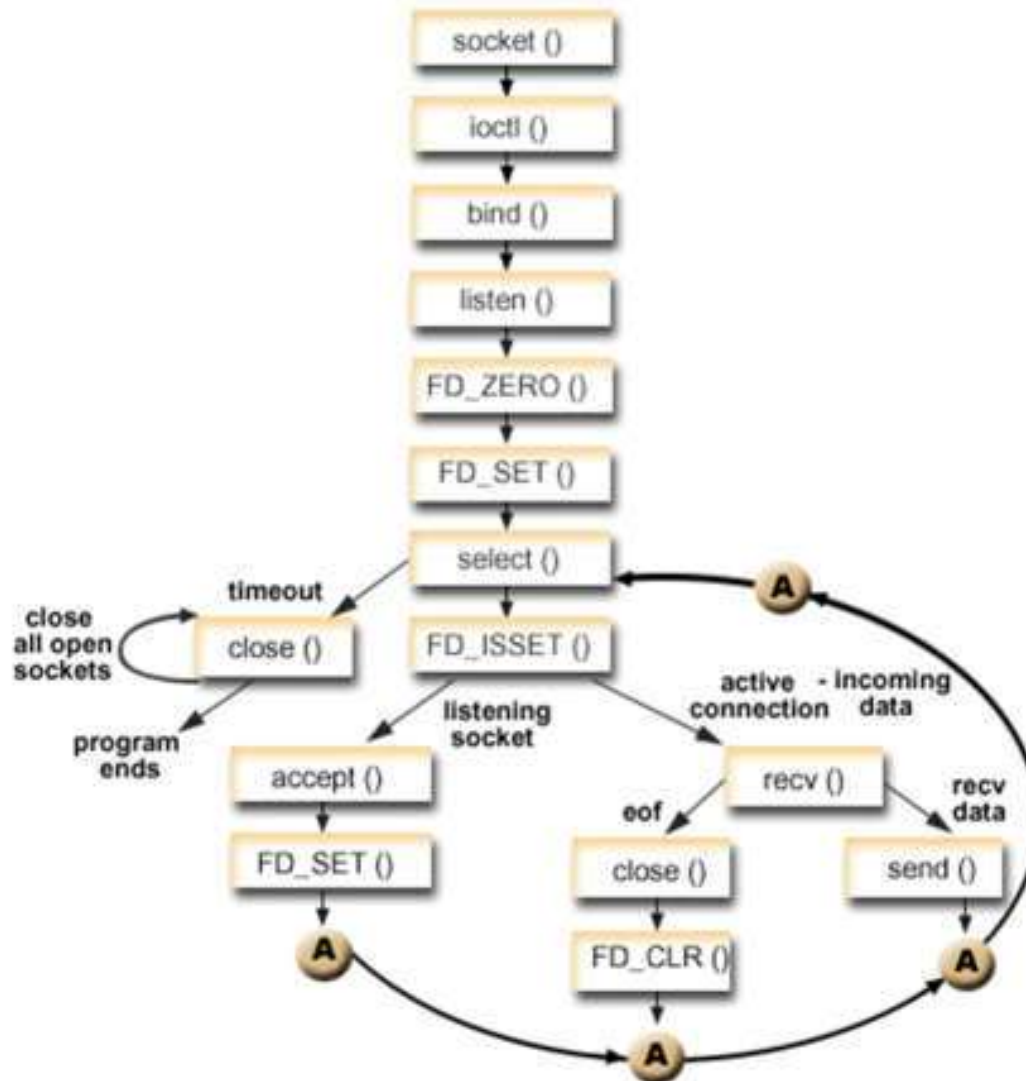 socket ()
ioctl ()
bind ()
listen ()
FD_ZERO ()
FD_SET ()
select ()
A
timeout
close
all open
sockets
close ()
FD_ISSET ()
program
ends
listening
socket
active
connection
- incoming
data
accept ()
recv ()
eof
recv
data
FD_SET ()
close ()
send ()
A
FD_CLR ()
A
A